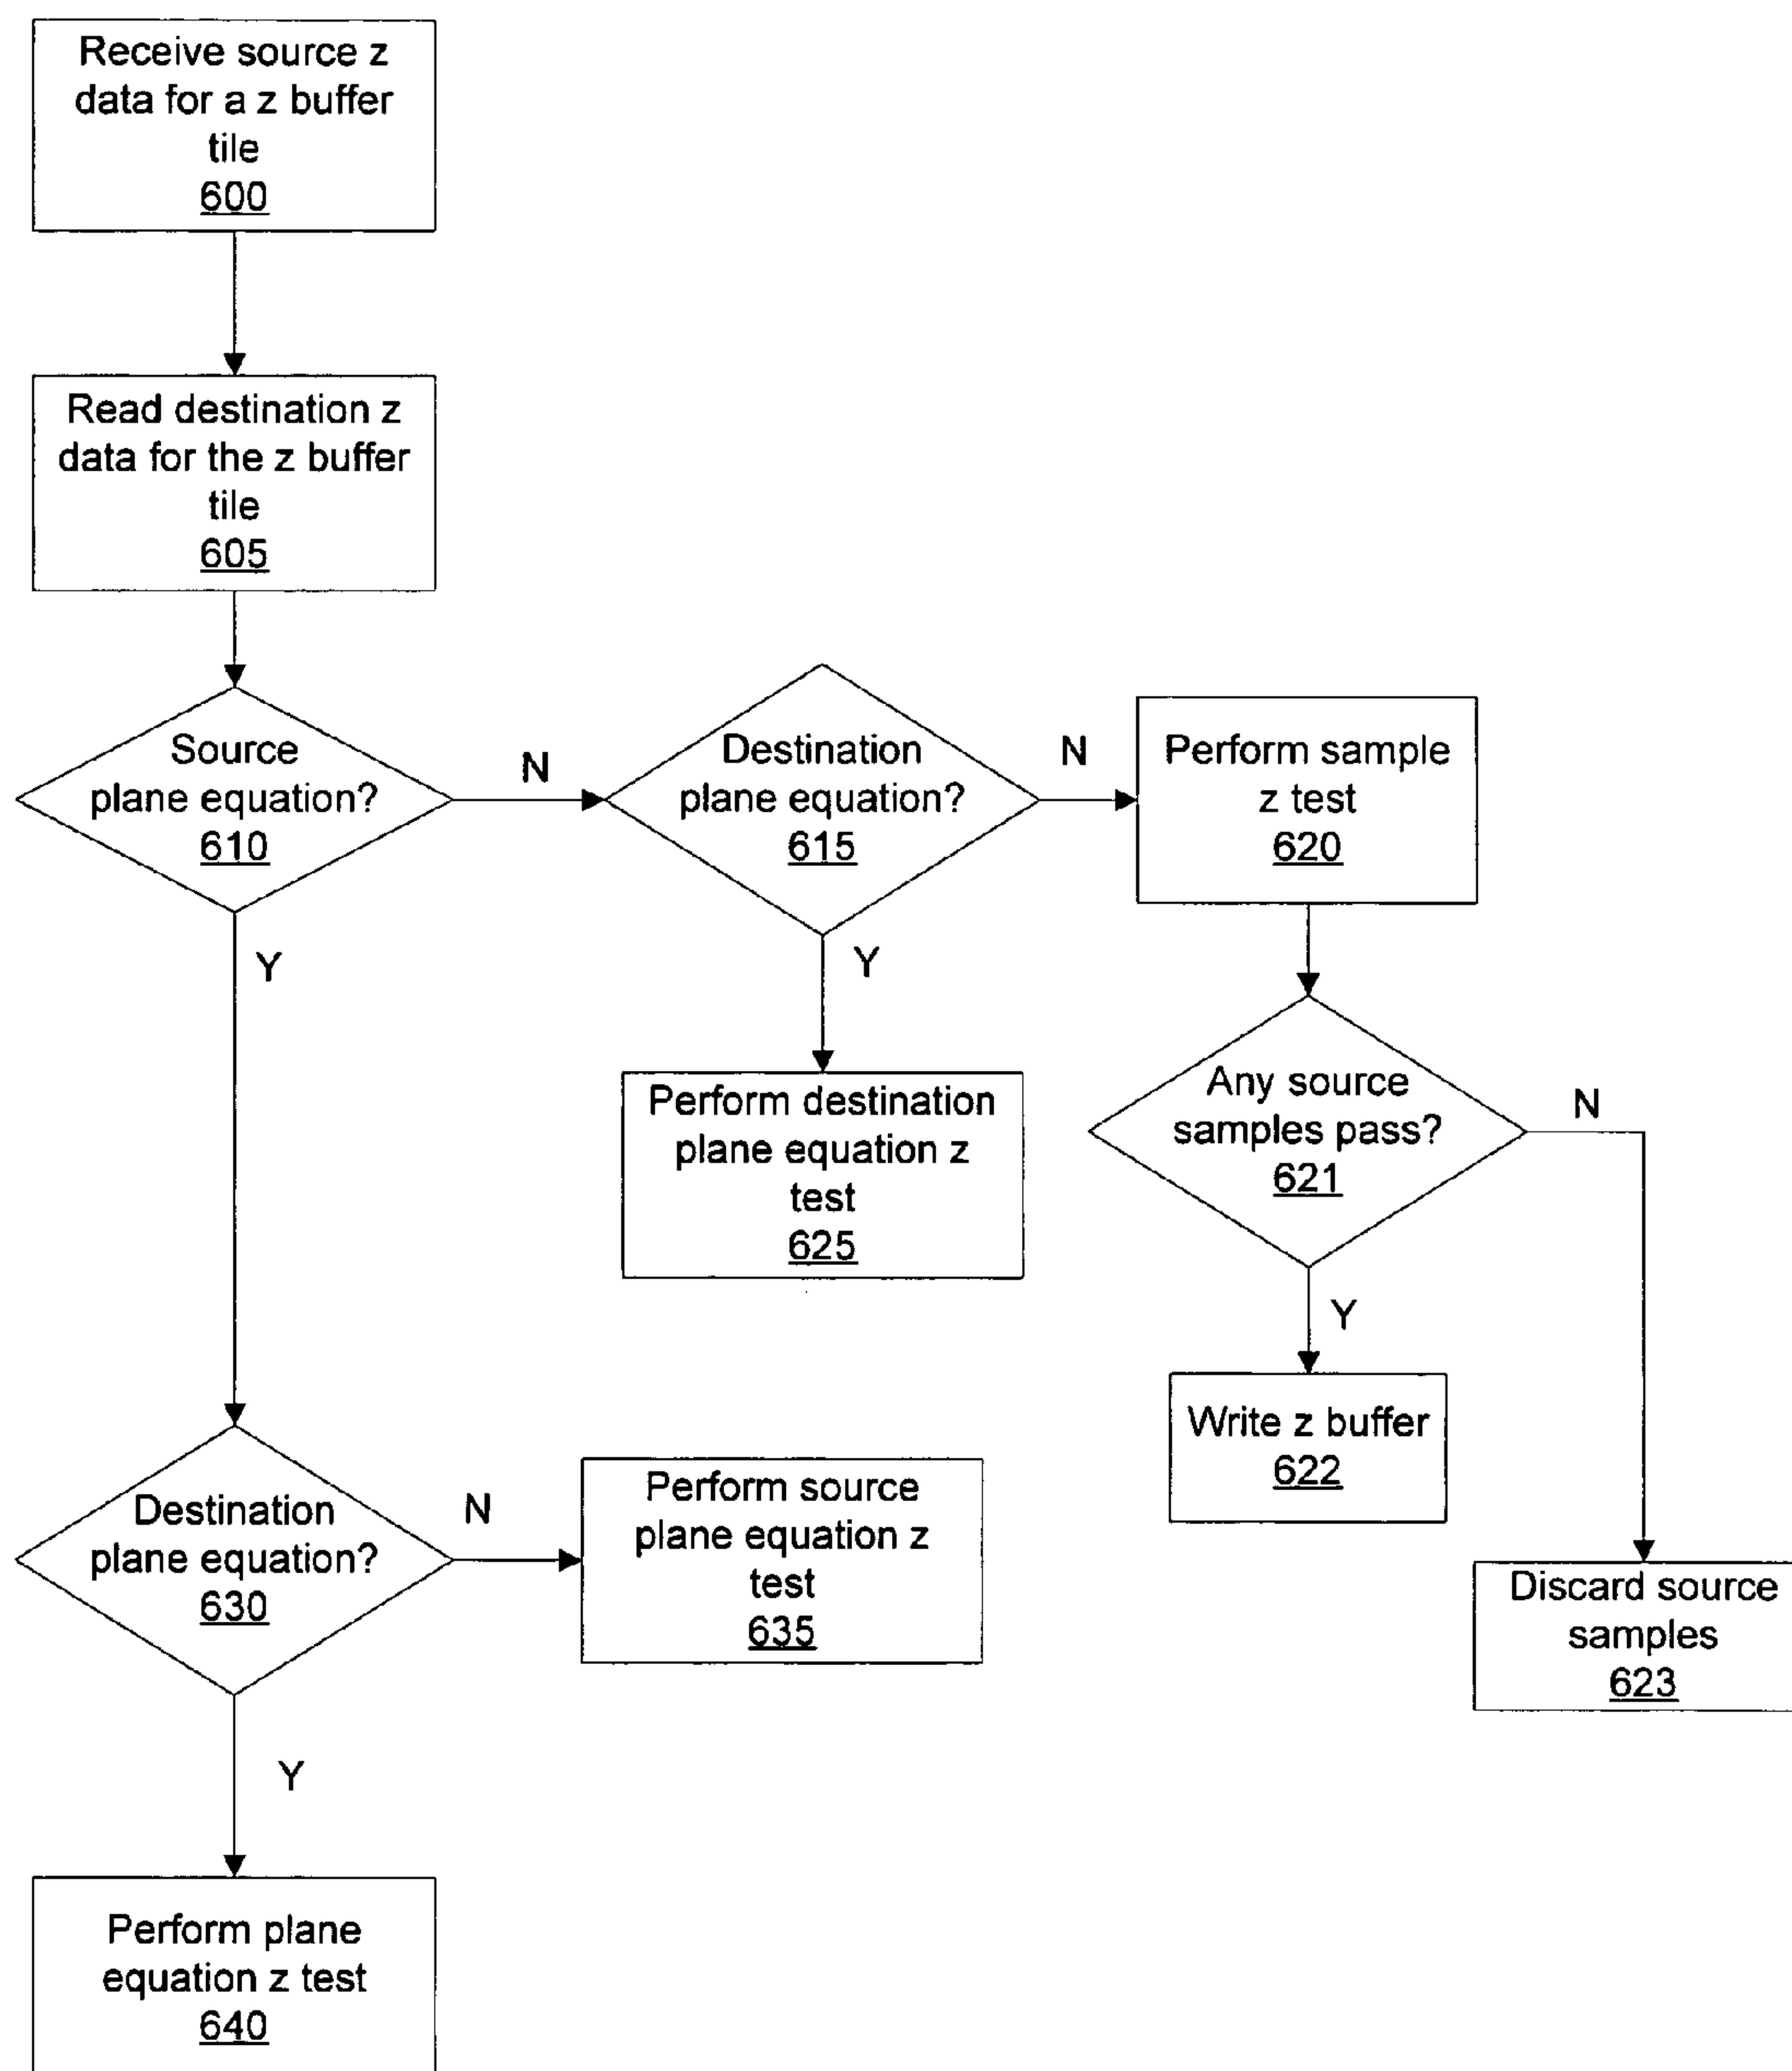 Receive source z
data for a z buffer
tile
600
Read destination z
data for the z buffer
tile
605
Source
plane equation?
610
N
Y
Destination
plane equation?
615
N
Y
Perform sample
z test
620
Perform destination
plane equation z
test
625
Any source
samples pass?
621
N
Y
Write z buffer
622
Discard source
samples
623
Destination
plane equation?
630
N
Y
Perform source
plane equation z
test
635
Perform plane
equation z test
640